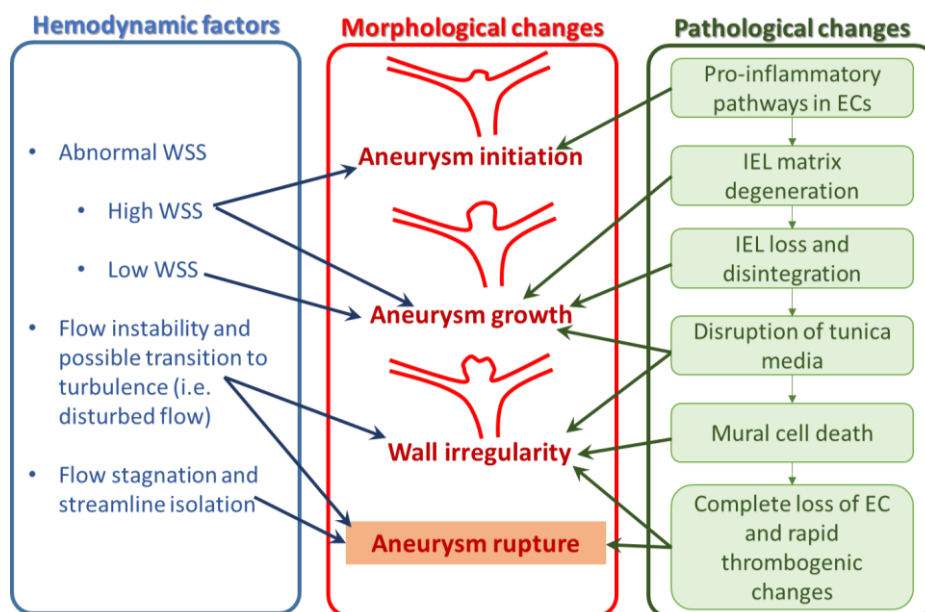 Hemodynamic factors
• Abnormal WSS
• High WSS
• Low WSS
• Flow instability and
possible transition to
turbulence (i.e.
disturbed flow)
• Flow stagnation and
streamline isolation
Morphological changes
Aneurysm initiation
Aneurysm growth
Wall irregularity
Aneurysm rupture
Pathological changes
Pro-inflammatory
pathways in ECs
IEL matrix
degeneration
IEL loss and
disintegration
Disruption of tunica
media
Mural cell death
Complete loss of EC
and rapid
thrombogenic
changes